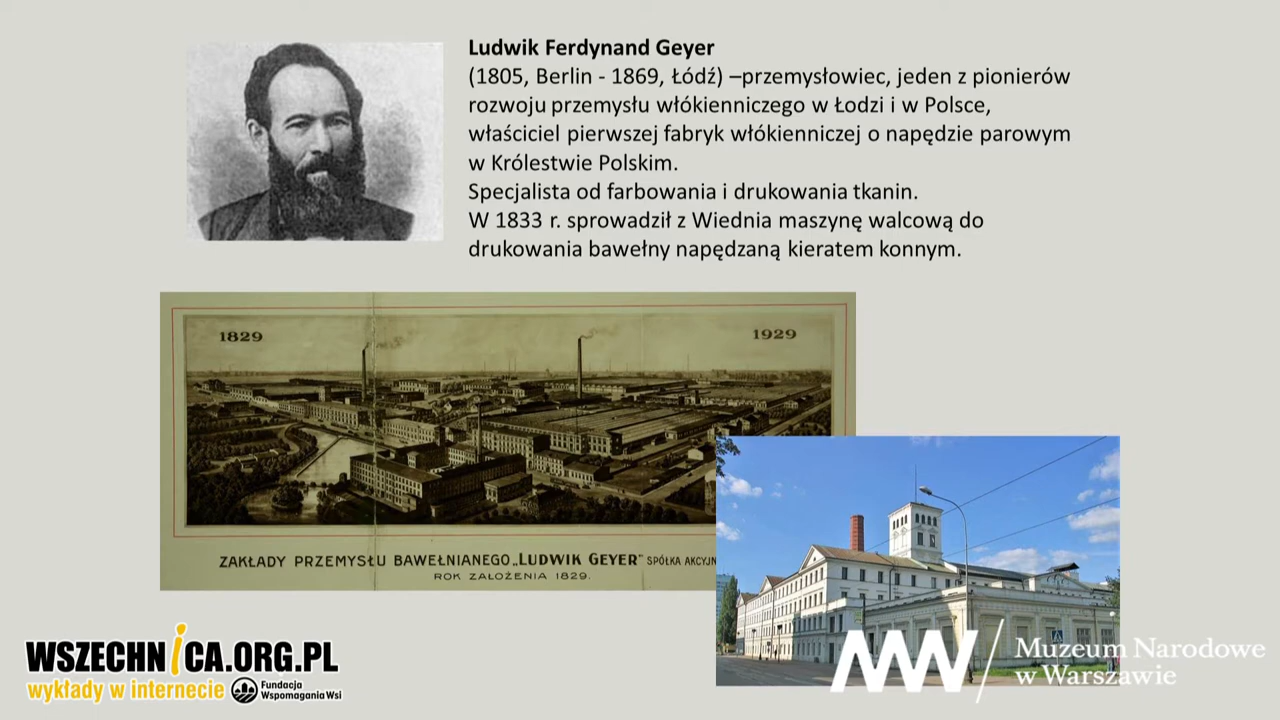 Ludwik Ferdynand Geyer
(1805, Berlin - 1869, Łódź) –przemysłowiec, jeden z pionierów
rozwoju przemysłu włókienniczego w Łodzi i w Polsce,
właściciel pierwszej fabryk włókienniczej o napędzie parowym
w Królestwie Polskim.
Specjalista od farbowania i drukowania tkanin.
W 1833 r. sprowadził z Wiednia maszynę walcową do
drukowania bawełny napędzaną kieratem konnym.
1829
1929
ZAKŁADY PRZEMYSŁU BAWEŁNIANEGO „LUDWIK GEYER" SPÓŁKA AKCYJN
ROK ZAŁOŻENIA 1829.
WSZECHNICA.ORG.PL
wykłady w internecie
Fundacja
WspomaganiaWsi
MNW
Muzeum Narodowe
w Warszawie